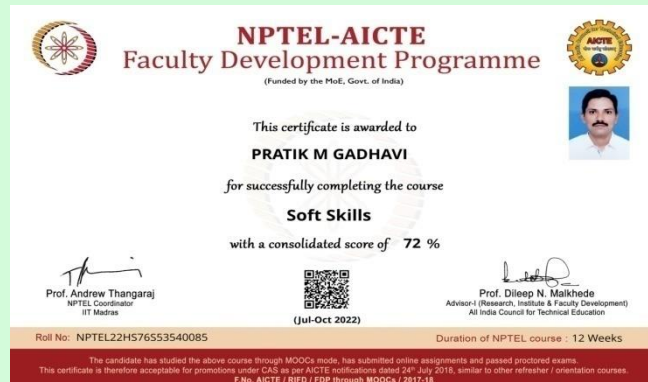 NPTEL-AICTE
Faculty Development Programme
(Funded by the MoE, Govt. of India)
AICTE
This certificate is awarded to
PRATIK M GADHAVI
for successfully completing the course
Soft Skills
with a consolidated score of 72 %
Prof. Andrew Thangaraj
NPTEL Coordinator
IIT Madras
(Jul-Oct 2022)
Prof. Dileep N. Malkhede
Advisor-I (Research, Institute & Faculty Development)
All India Council for Technical Education
Roll No: NPTEL22HS76S53540085
Duration of NPTEL course : 12 Weeks
The candidate has studied the above course through MOOCs mode, has submitted online assignments and passed proctored exams.
This certificate is therefore acceptable for promotions under CAS as per AICTE notifications dated 24th July 2018, similar to other refresher / orientation courses.
F.No. AICTE / RIFD / FDP through MOOCs / 2017-18